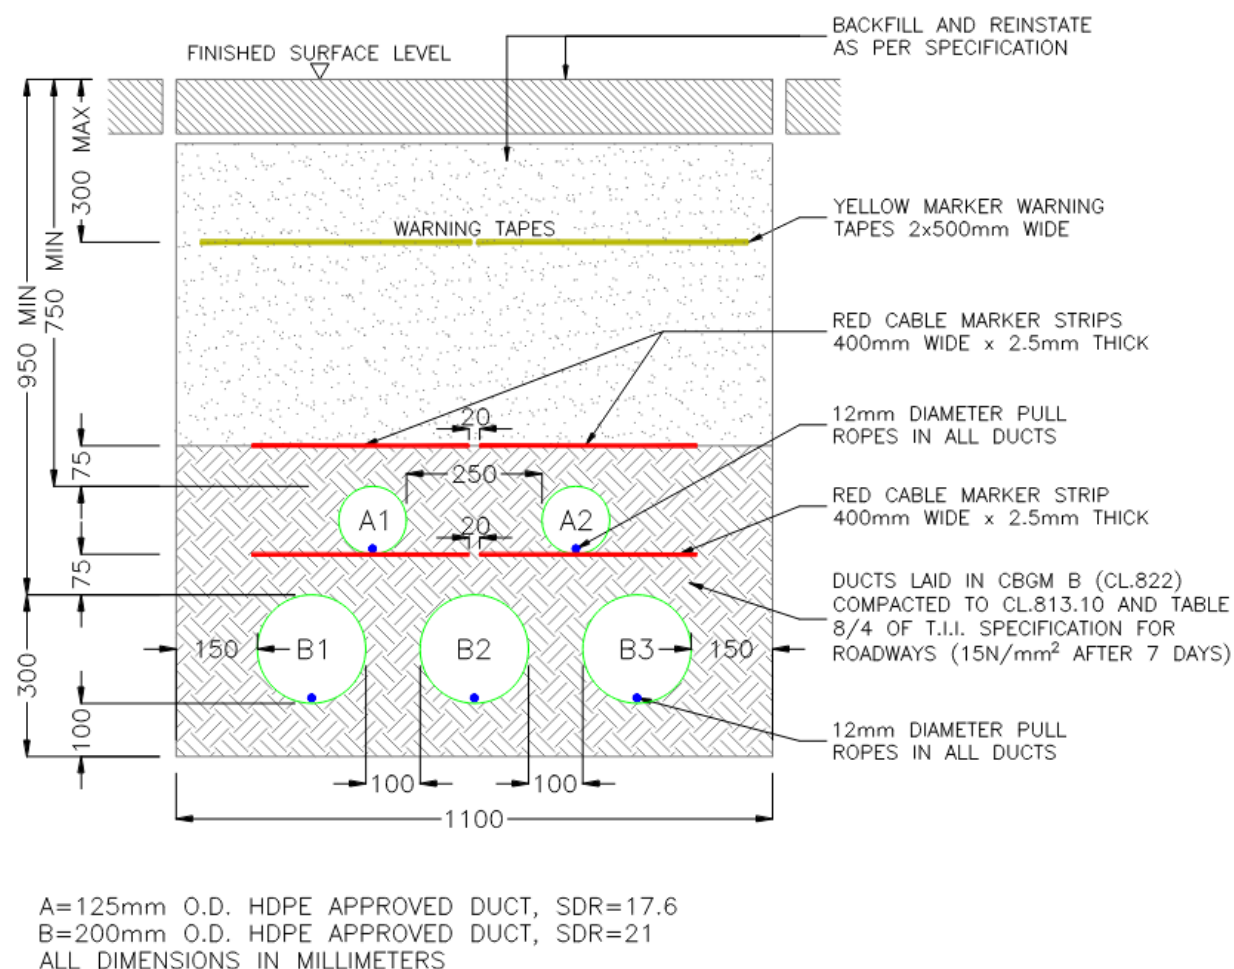 BACKFILL AND REINSTATE
AS PER SPECIFICATION
FINISHED SURFACE LEVEL
300 MAX
750 MIN
950 MIN
WARNING TAPES
YELLOW MARKER WARNING
TAPES 2x500mm WIDE
RED CABLE MARKER STRIPS
400mm WIDE x 2.5mm THICK
20
12mm DIAMETER PULL
ROPES IN ALL DUCTS
75
250
A1
A2
20
RED CABLE MARKER STRIP
400mm WIDE x 2.5mm THICK
75
DUCTS LAID IN CBGM B (CL.822)
COMPACTED TO CL.813.10 AND TABLE
8/4 OF T.I.I. SPECIFICATION FOR
ROADWAYS (15N/mm² AFTER 7 DAYS)
300
150
B1
B2
B3
150
100
12mm DIAMETER PULL
ROPES IN ALL DUCTS
100
100
1100
A=125mm O.D. HDPE APPROVED DUCT, SDR=17.6
B=200mm O.D. HDPE APPROVED DUCT, SDR=21
ALL DIMENSIONS IN MILLIMETERS